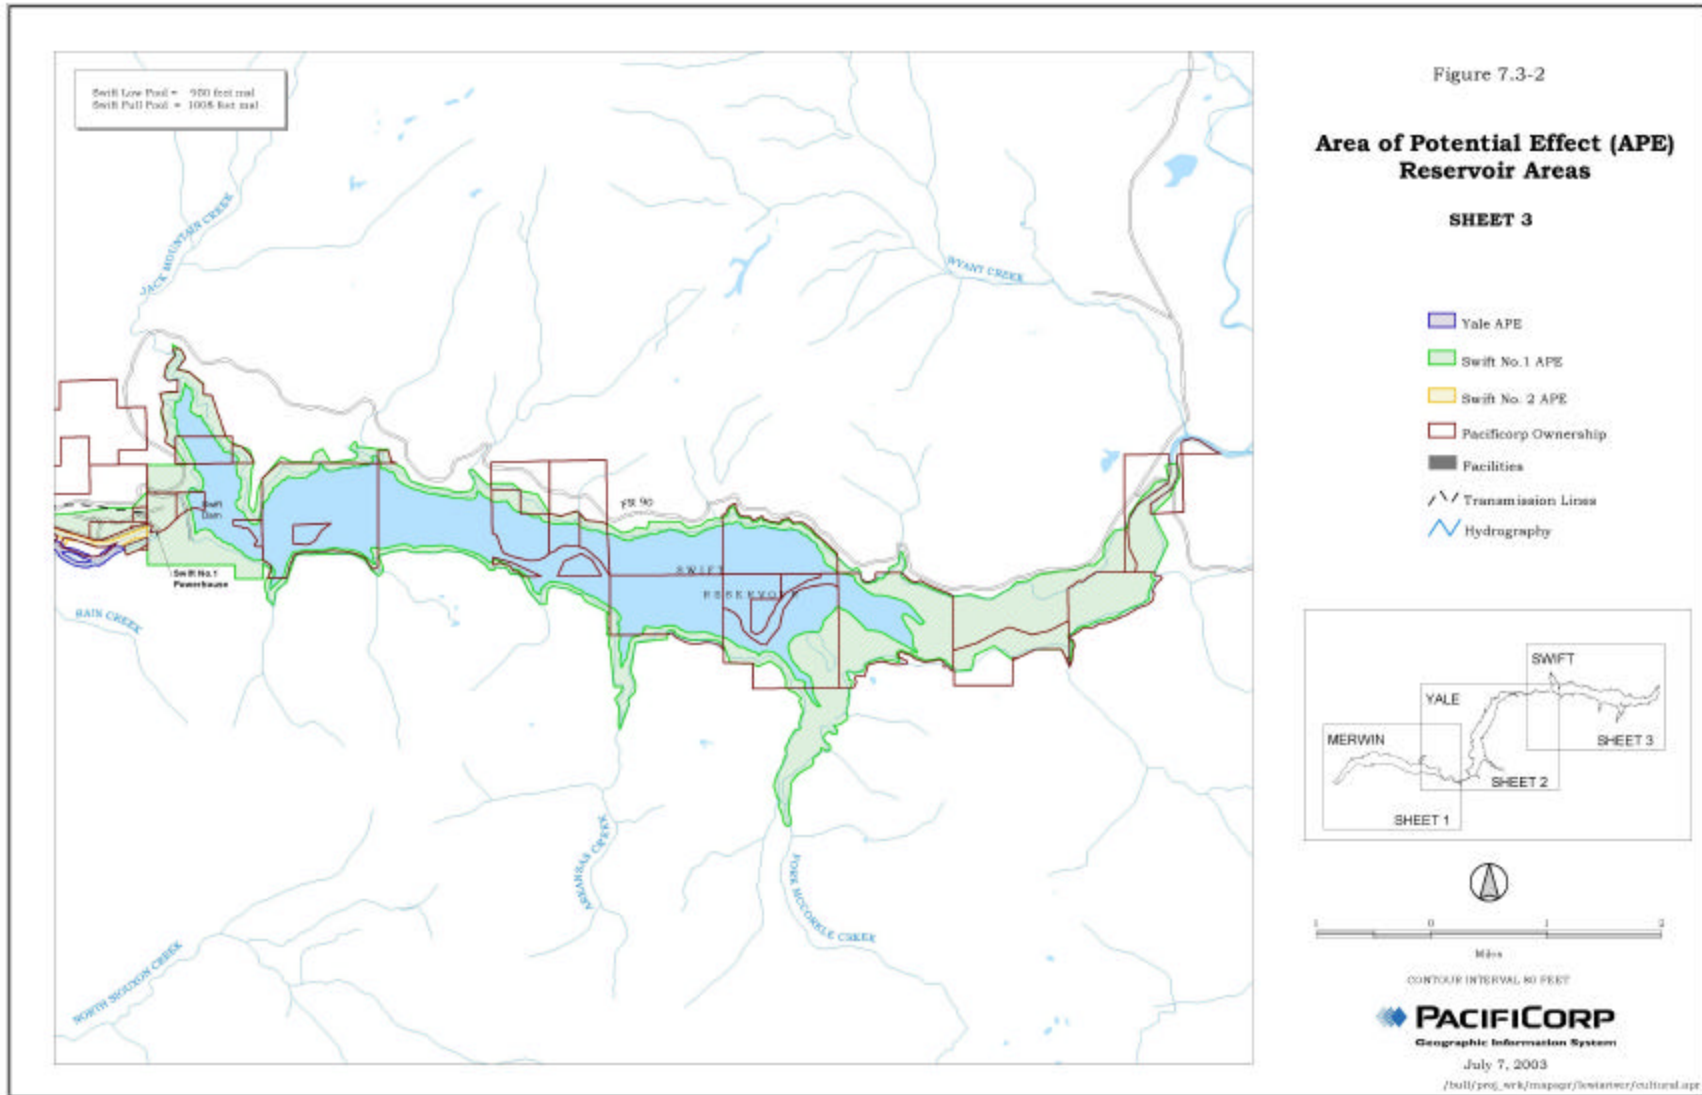 Swift Low Pool = 900 feet msl
Swift Full Pool = 1008 feet msl
JACK MOUNTAIN CREEK
WYANT CREEK
Swift
Dam
FR 90
SWIFT
RESERVOIR
Swift No.1
Powerhouse
RAIN CREEK
ARKANSAS CREEK
FORK MCCORKLE CREEK
NORTH SIOUXON CREEK
Figure 7.3-2
Area of Potential Effect (APE)
Reservoir Areas
SHEET 3
Yale APE
Swift No.1 APE
Swift No. 2 APE
Pacificorp Ownership
Facilities
Transmission Lines
Hydrography
SWIFT
YALE
MERWIN
SHEET 3
SHEET 2
SHEET 1
1 0 1 2
Miles
CONTOUR INTERVAL 80 FEET
PACIFICORP
Geographic Information System
July 7, 2003